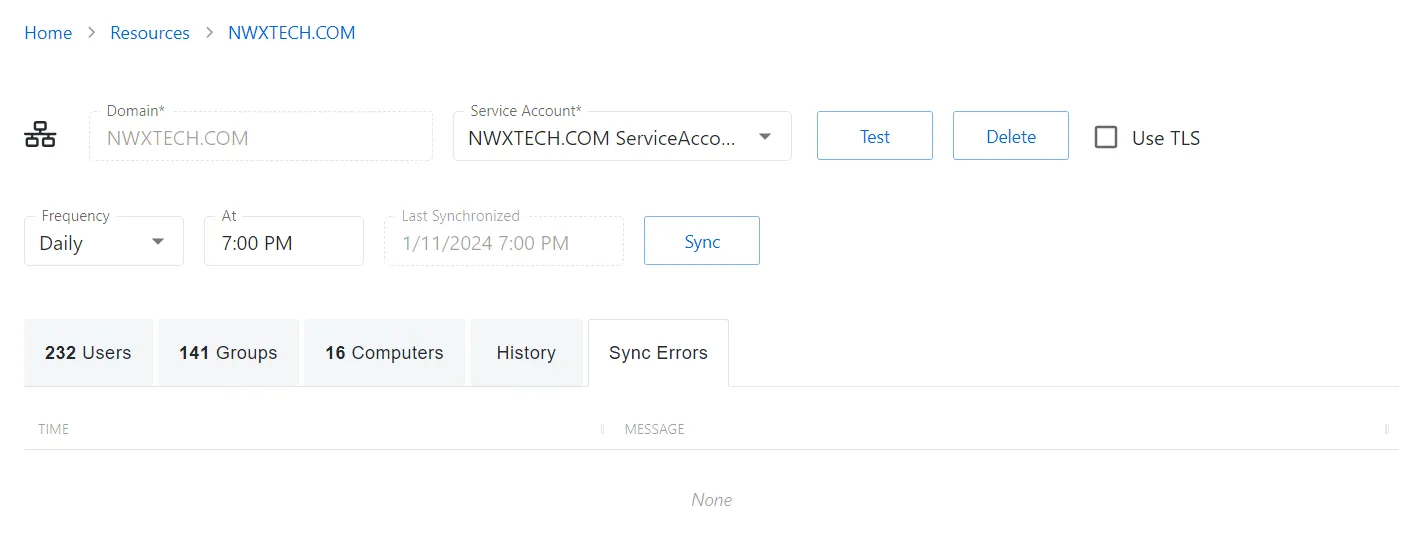 Home > Resources > NWXTECH.COM
Domain* Service Account*
NWXTECH.COM NWXTECH.COM ServiceAcco... Test Delete Use TLS
Frequency At Last Synchronized
Daily 7:00 PM 1/11/2024 7:00 PM Sync
232 Users 141 Groups 16 Computers History Sync Errors
TIME MESSAGE
None